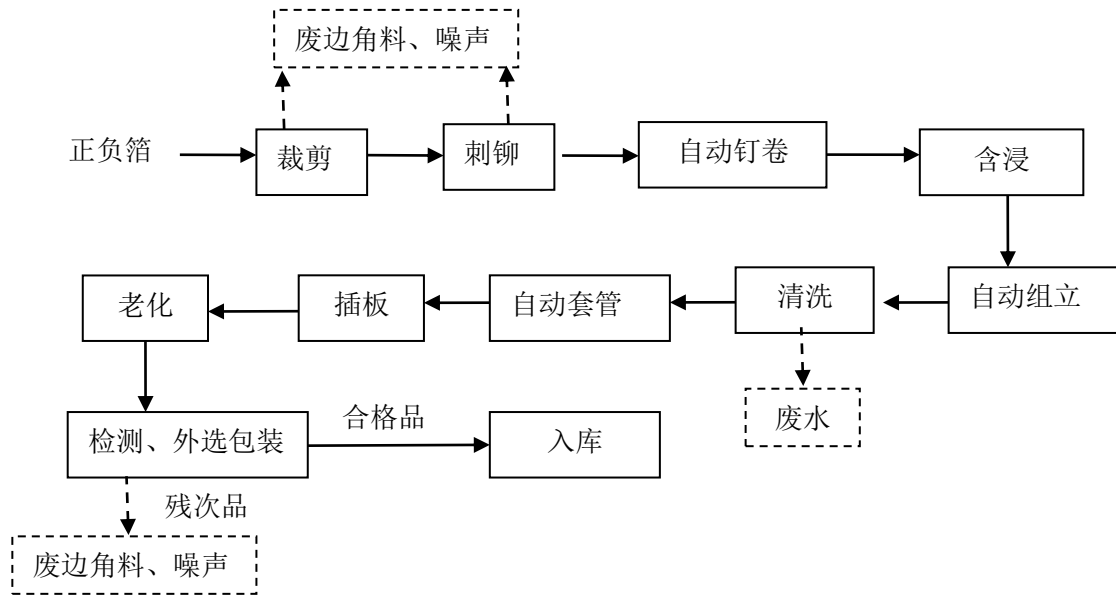 废边角料、噪声
正负箔
裁剪
刺铆
自动钉卷
含浸
老化
插板
自动套管
清洗
自动组立
废水
检测、外选包装
合格品
入库
残次品
废边角料、噪声